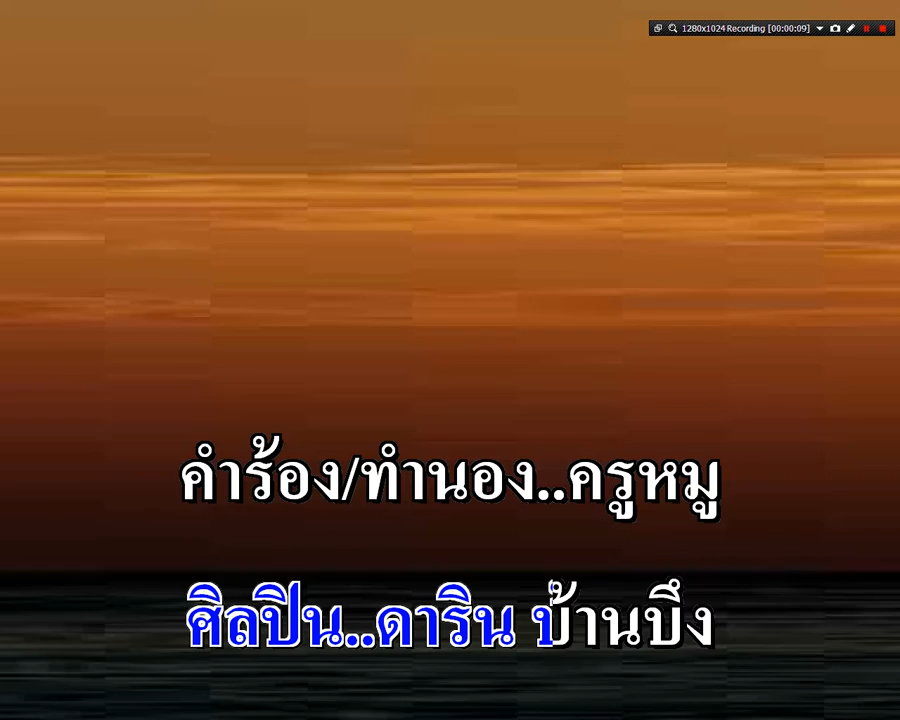 1280x1024 Recording [00:00:09]
คำร้อง/ทำนอง..ครูหมู
ศิลปิน..ดาริน บ้านบึง